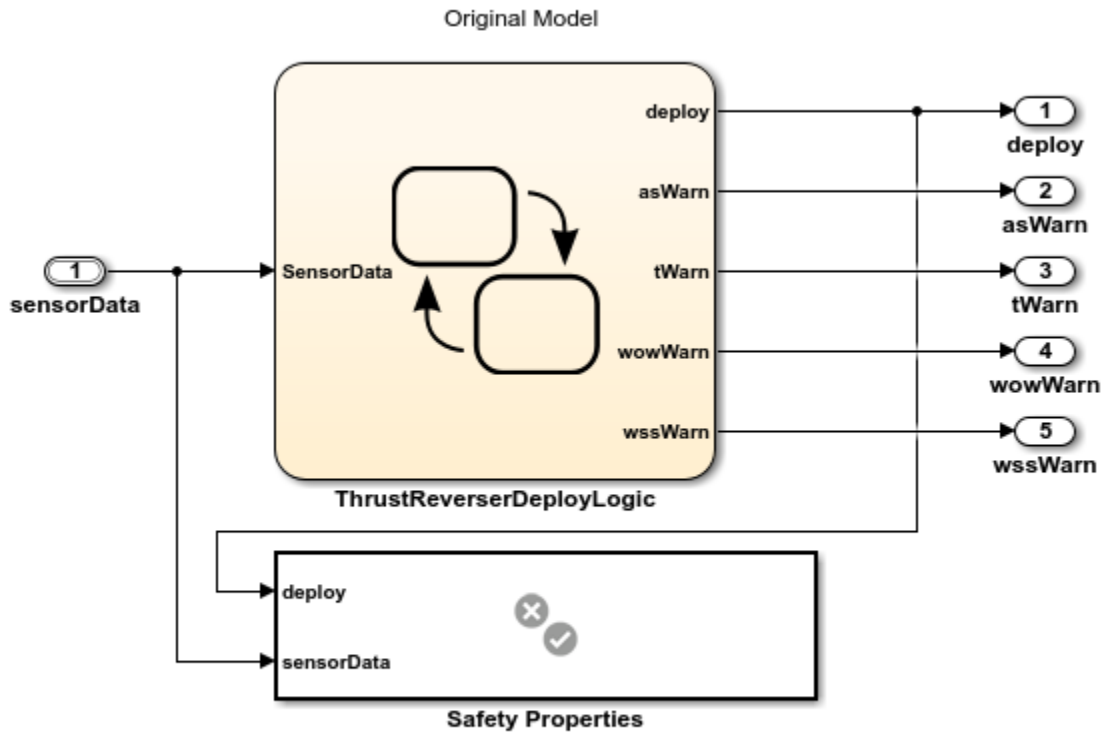 Original Model
deploy
1
deploy
asWarn
2
asWarn
1
sensorData
SensorData
tWarn
3
tWarn
wowWarn
4
wowWarn
wssWarn
5
wssWarn
ThrustReverserDeployLogic
deploy
sensorData
Safety Properties